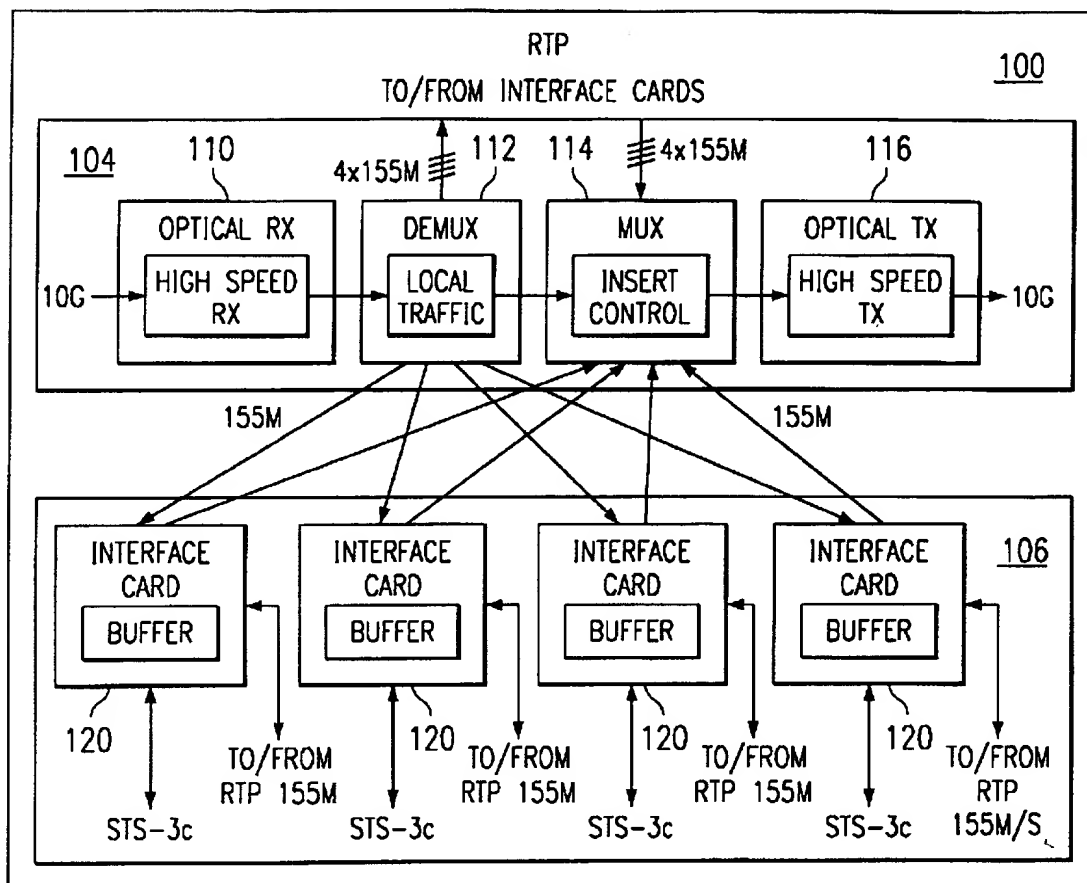 RTP
100
TO/FROM INTERFACE CARDS
104
110
4x155M
112
114
4x155M
116
OPTICAL RX
DEMUX
MUX
OPTICAL TX
10G
HIGH SPEED
RX
LOCAL
TRAFFIC
INSERT
CONTROL
HIGH SPEED
TX
10G
155M
155M
106
INTERFACE
CARD
BUFFER
INTERFACE
CARD
BUFFER
INTERFACE
CARD
BUFFER
INTERFACE
CARD
BUFFER
120
TO/FROM
RTP 155M
STS-3c
120
TO/FROM
RTP 155M
STS-3c
120
TO/FROM
RTP 155M
STS-3c
120
TO/FROM
RTP
155M/S
STS-3c